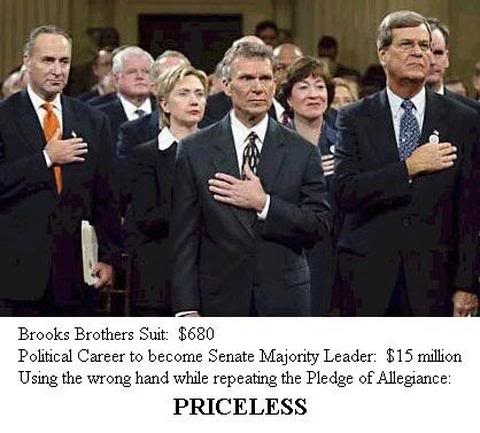 Brooks Brothers Suit: $680
Political Career to become Senate Majority Leader: $15 million
Using the wrong hand while repeating the Pledge of Allegiance:
PRICELESS